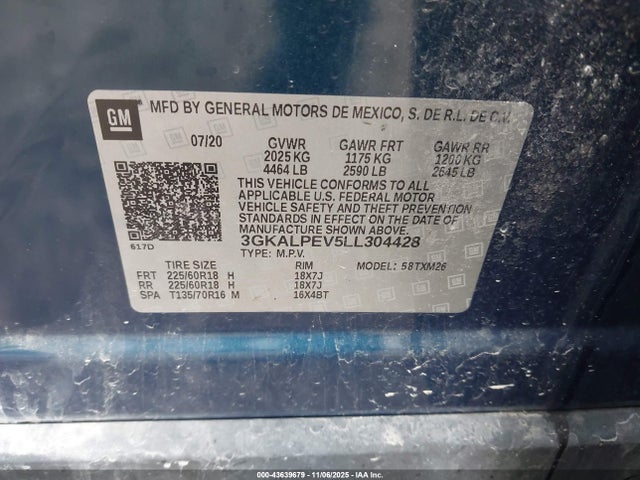 GM MFD BY GENERAL MOTORS DE MEXICO, S. DE R.L. DE C.V.
07/20 GVWR GAWR FRT GAWR RR
2025 KG 1175 KG 1200 KG
4464 LB 2590 LB 2645 LB
THIS VEHICLE CONFORMS TO ALL
APPLICABLE U.S. FEDERAL MOTOR
VEHICLE SAFETY AND THEFT PREVENTION
STANDARDS IN EFFECT ON THE DATE OF
MANUFACTURE SHOWN ABOVE.
3GKALPEV5LL304428
617D TYPE: M.P.V.
TIRE SIZE RIM MODEL: 58TXM26
FRT 225/60R18 H 18X7J
RR 225/60R18 H 18X7J
SPA T135/70R16 M 16X4BT
000-43639679 11/06/2025 - IAA Inc.